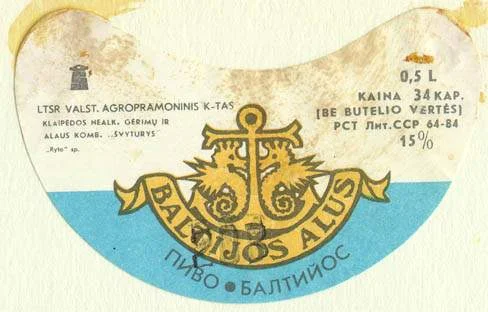 LTSR VALST. AGROPRAMONINIS K-TAS
KLAIPĖDOS NEALK. GĖRIMŲ IR
ALAUS KOMB. „ŠVYTURYS"
„Ryto" sp.
0,5 L
KAINA 34 KAP.
[BE BUTELIO VERTĖS]
РСТ Лит.ССР 64-84
15%
BALTIJOS ALUS
ПИВО • БАЛТИЙОС